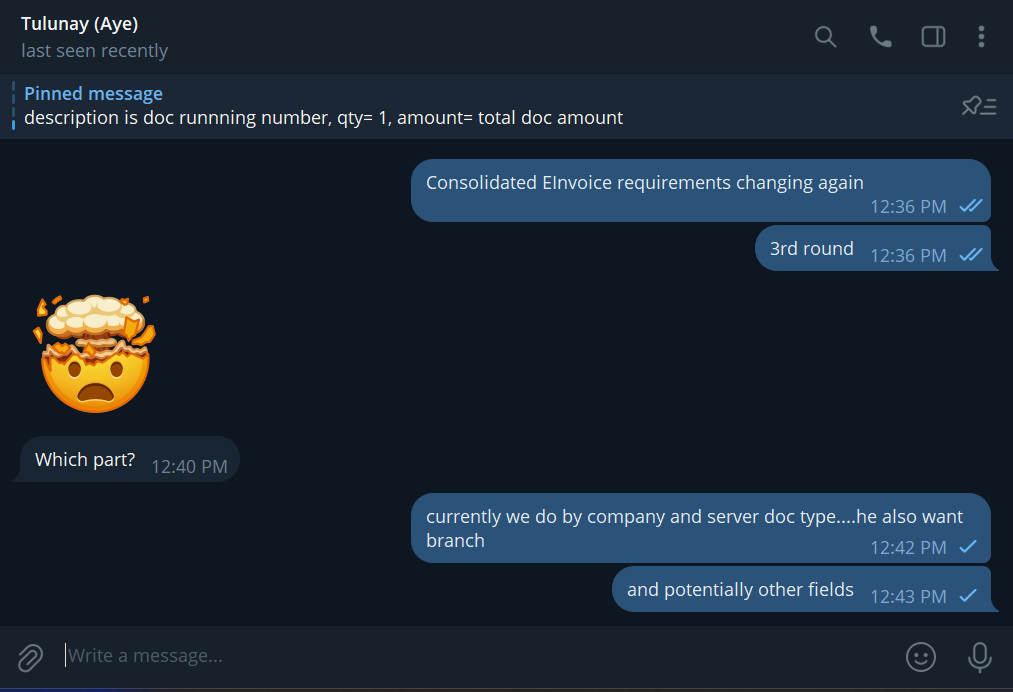 Tulunay (Aye)
last seen recently
Pinned message
description is doc runnning number, qty= 1, amount= total doc amount
Consolidated EInvoice requirements changing again
12:36 PM
3rd round 12:36 PM
Which part? 12:40 PM
currently we do by company and server doc type....he also want
branch
12:42 PM
and potentially other fields 12:43 PM
Write a message...